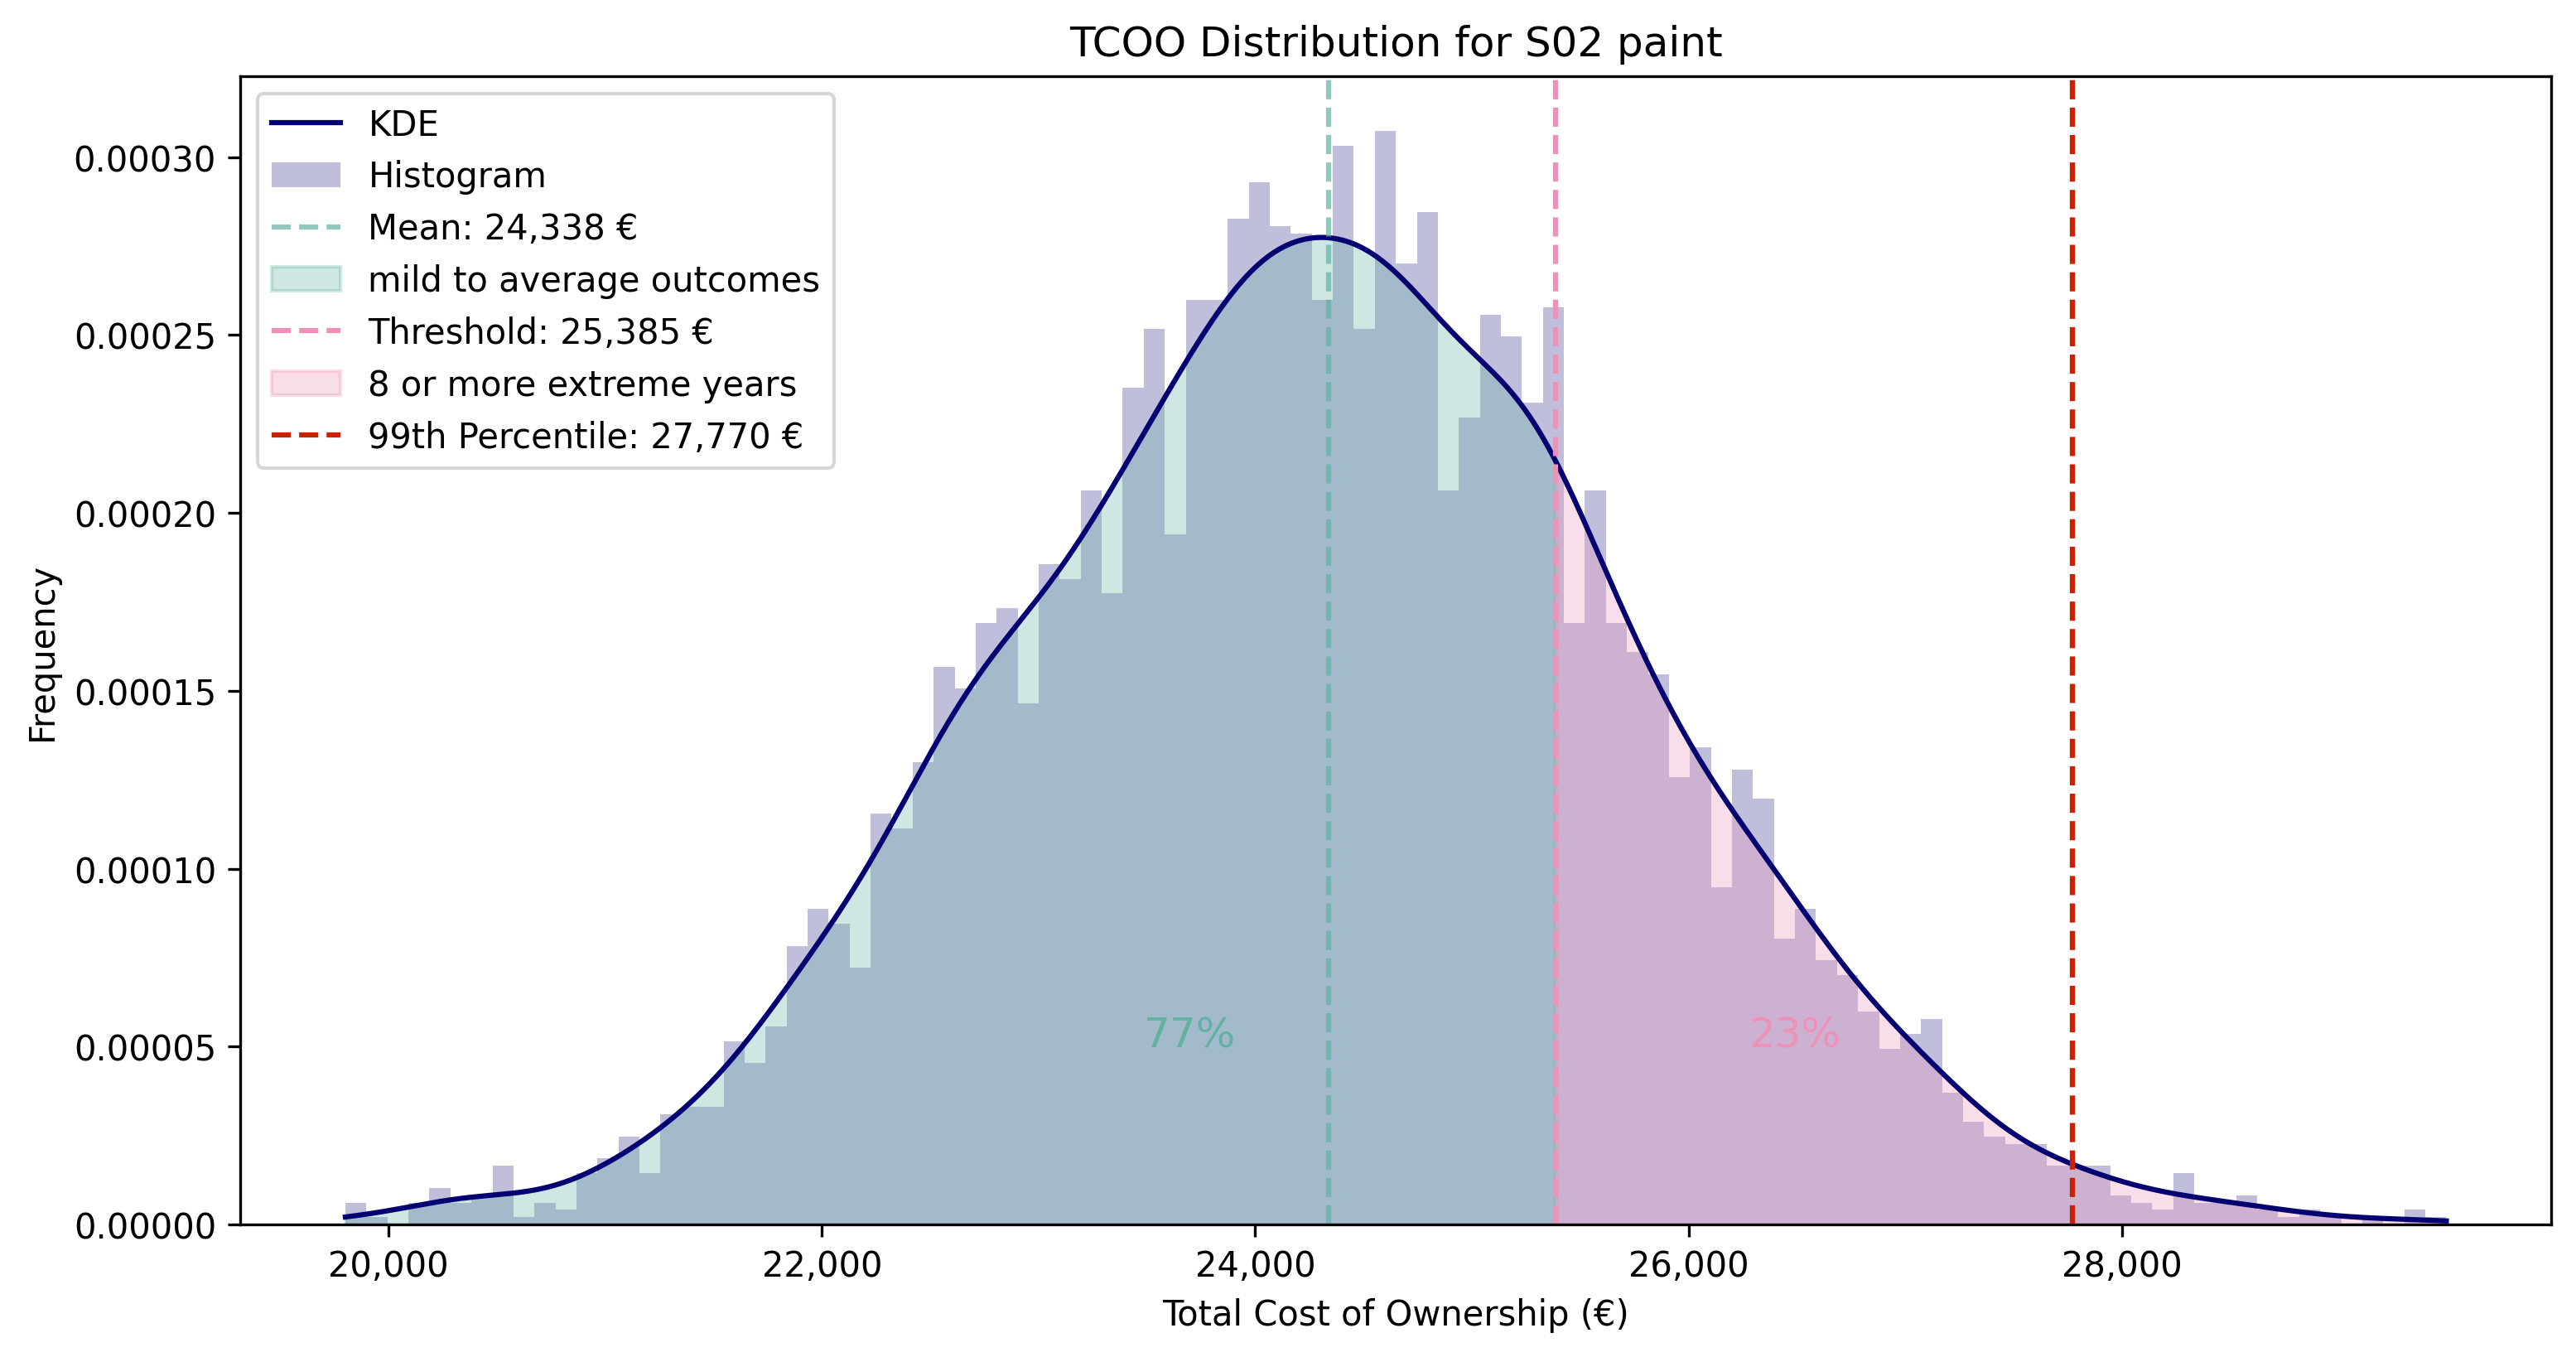 TCOO Distribution for S02 paint
KDE
Histogram
Mean: 24,338 €
mild to average outcomes
Threshold: 25,385 €
8 or more extreme years
99th Percentile: 27,770 €
0.00030
0.00025
0.00020
0.00015
0.00010
0.00005
0.00000
Frequency
77%
23%
20,000
22,000
24,000
26,000
28,000
Total Cost of Ownership (€)